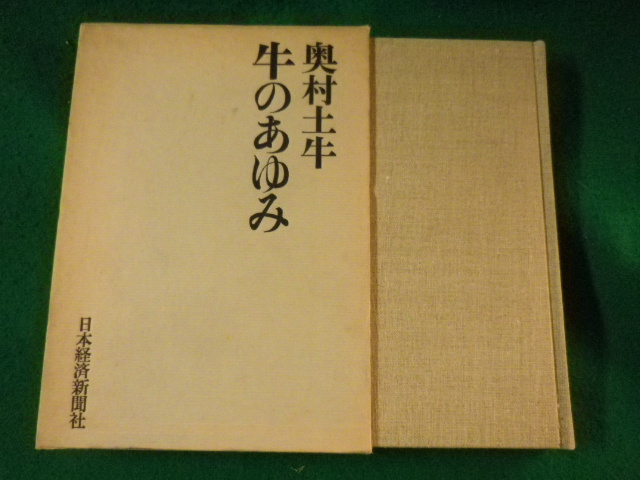 奥村土牛
牛のあゆみ
日本経済新聞社